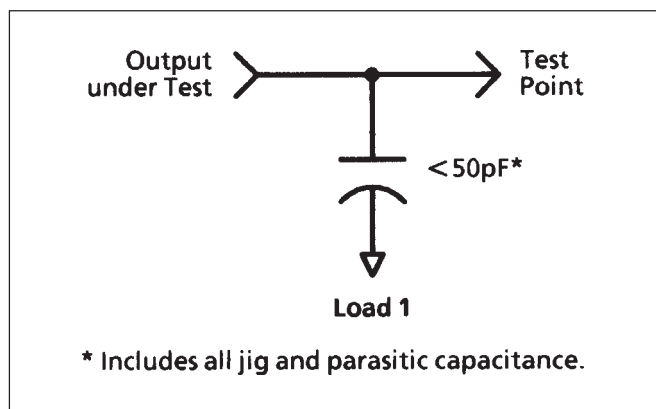 Output
under Test
Test
Point
<50pF*
Load 1
* Includes all jig and parasitic capacitance.